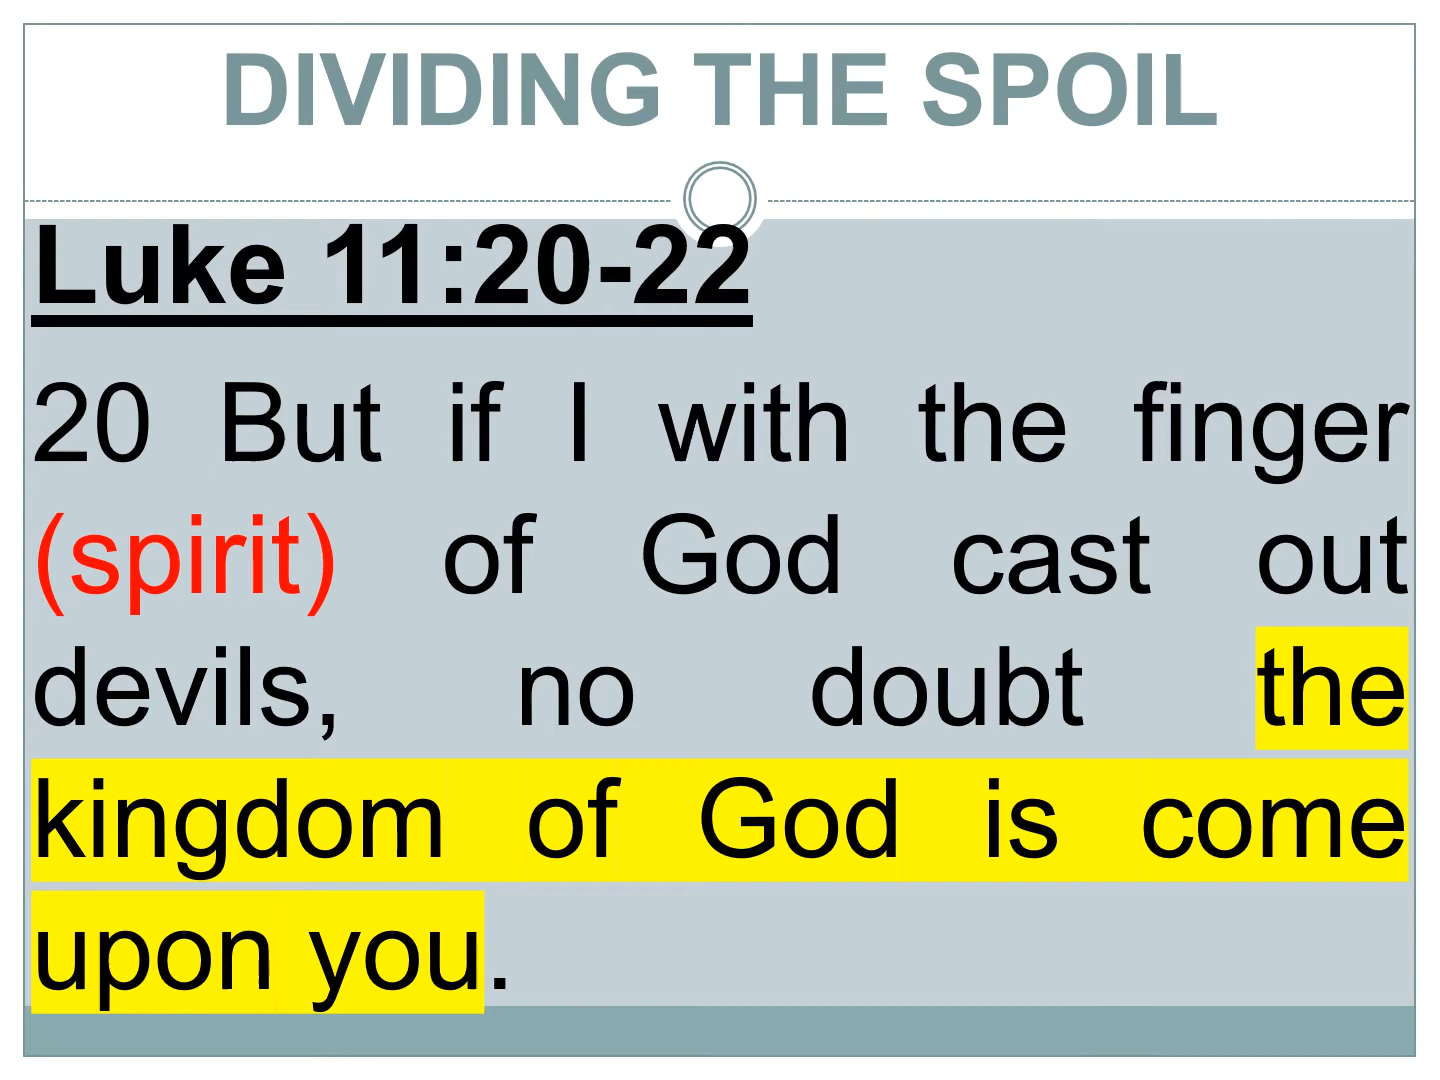 DIVIDING THE SPOIL
Luke 11:20-22
20 But if I with the finger
(spirit) of God cast out
devils, no doubt the
kingdom of God is come
upon you.